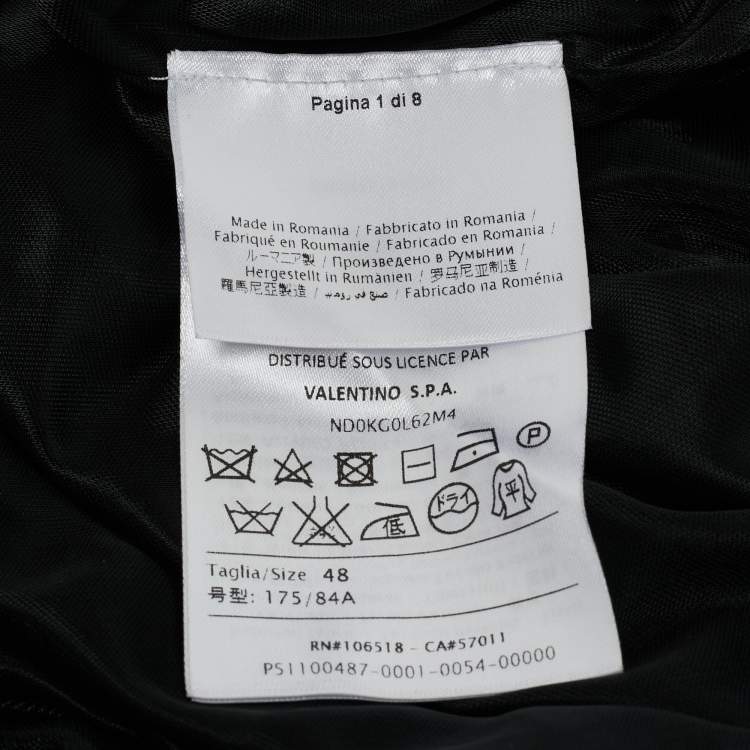 Pagina 1 di 8
Made in Romania / Fabbricato in Romania /
Fabriqué en Roumanie / Fabricado en Romania /
ルーマニア製 / Произведено в Румынии /
Hergestellt in Rumänien / 罗马尼亚制造 /
羅馬尼亞製造 / صنع في رومانيا / Fabricado na Roménia
DISTRIBUÉ SOUS LICENCE PAR
VALENTINO S.P.A.
ND0KG0L62M4
P
低 ドライ 平
Taglia/Size 48
号型: 175/84A
RN#106518 - CA#57011
PS1100487-0001-0054-00000